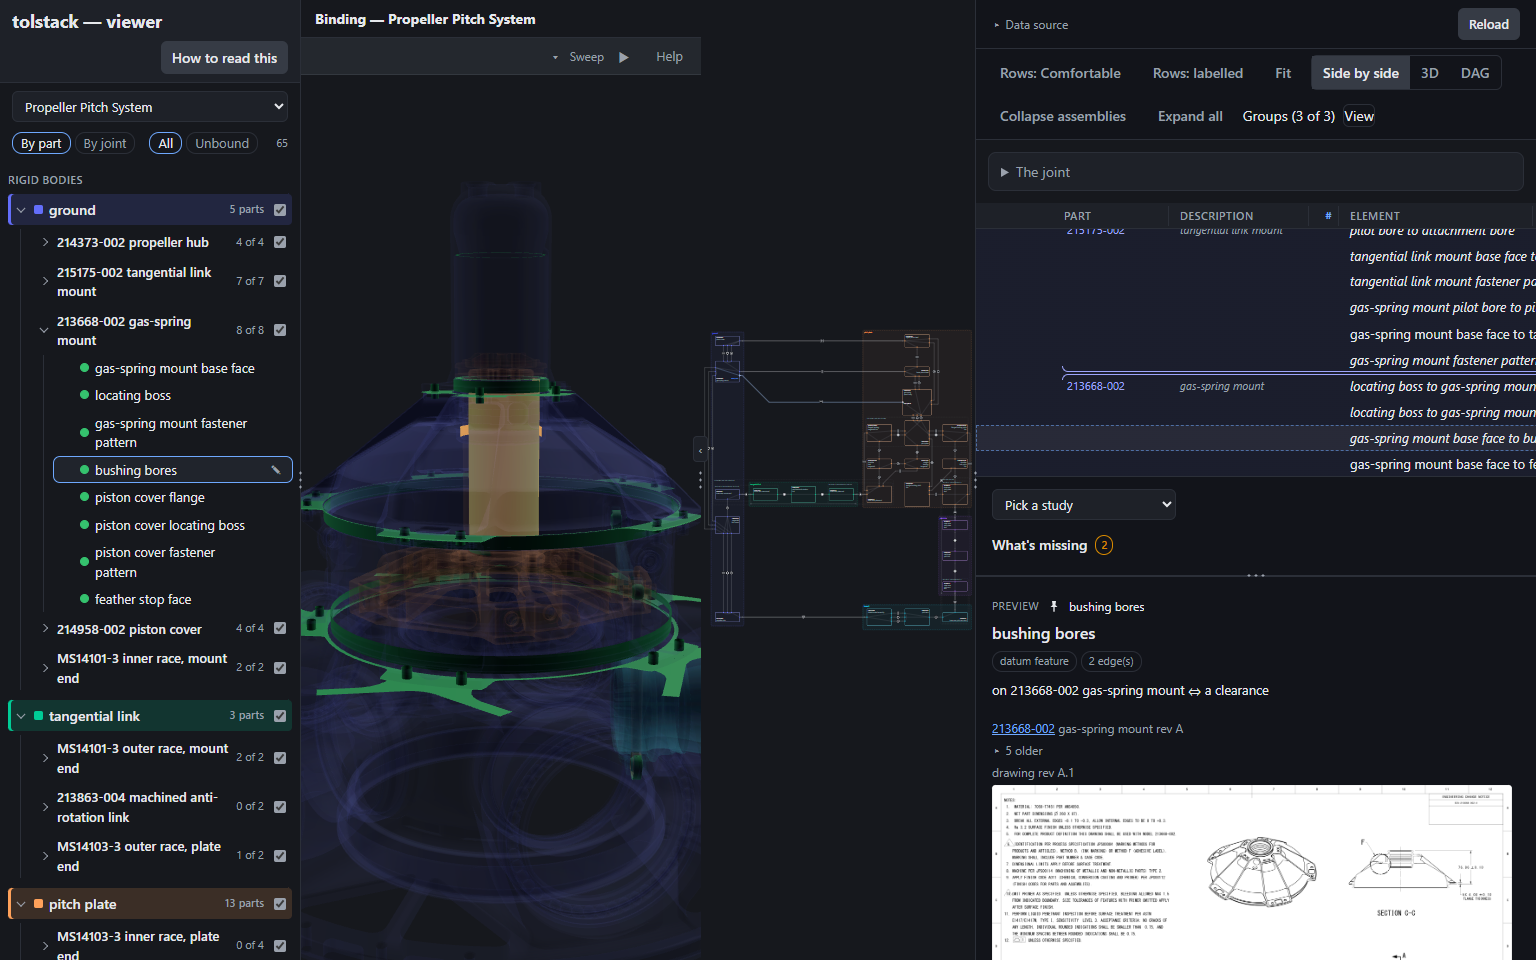 tolstack — viewer
How to read this
Propeller Pitch System
By part
By joint
All
Unbound
65
RIGID BODIES
ground
5 parts
214373-002 propeller hub
4 of 4
215175-002 tangential link mount
7 of 7
213668-002 gas-spring mount
8 of 8
gas-spring mount base face
locating boss
gas-spring mount fastener pattern
bushing bores
piston cover flange
piston cover locating boss
piston cover fastener pattern
feather stop face
214958-002 piston cover
4 of 4
MS14101-3 inner race, mount end
2 of 2
tangential link
3 parts
MS14101-3 outer race, mount end
2 of 2
213863-004 machined anti-rotation link
0 of 2
MS14103-3 outer race, plate end
1 of 2
pitch plate
13 parts
MS14103-3 inner race, plate end
0 of 4
Binding — Propeller Pitch System
Sweep
Help
Data source
Reload
Rows: Comfortable
Rows: labelled
Fit
Side by side
3D
DAG
Collapse assemblies
Expand all
Groups (3 of 3)
View
The joint
PART
DESCRIPTION
#
ELEMENT
215175-002
tangential link mount
pilot bore to attachment bore
tangential link mount base face t
tangential link mount fastener pa
gas-spring mount pilot bore to pi
gas-spring mount base face to ta
gas-spring mount fastener patter
213668-002
gas-spring mount
locating boss to gas-spring moun
locating boss to gas-spring moun
gas-spring mount base face to bu
gas-spring mount base face to fe
Pick a study
What's missing
2
PREVIEW
bushing bores
bushing bores
datum feature
2 edge(s)
on 213668-002 gas-spring mount ⇔ a clearance
213668-002 gas-spring mount rev A
5 older
drawing rev A.1
NOTES:
SECTION C-C
F
A